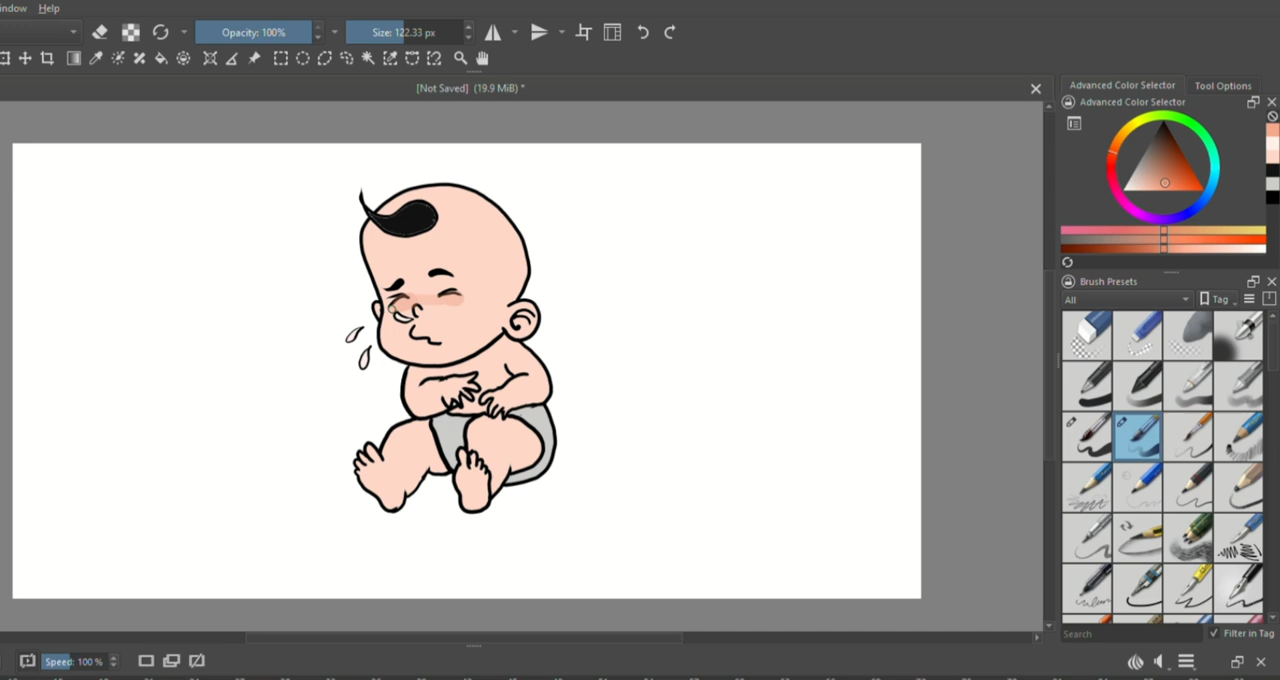 indow Help
Opacity: 100% Size: 122.33 px
[Not Saved] (19.9 MiB) *
Advanced Color Selector Tool Options
Advanced Color Selector
Brush Presets
All Tag
Search Filter in Tag
Speed: 100 %